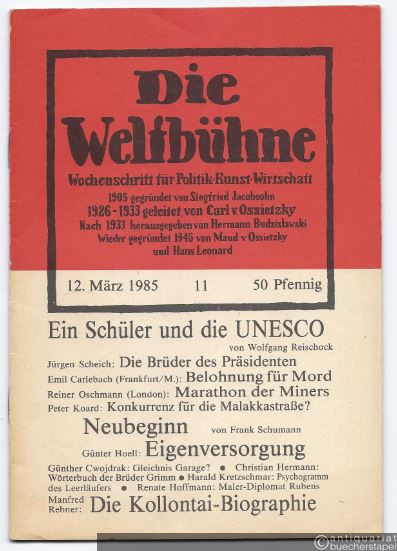 Die
Weltbühne
Wochenschrift für Politik·Kunst·Wirtschaft
1905 gegründet von Siegfried Jacobsohn
1926-1933 geleitet von Carl v. Ossietzky
Nach 1933 herausgegeben von Hermann Budzislawski
Wieder gegründet 1946 von Maud v. Ossietzky
und Hans Leonard
12. März 1985 11 50 Pfennig
Ein Schüler und die UNESCO
von Wolfgang Reischock
Jürgen Scheich: Die Brüder des Präsidenten
Emil Carlebach (Frankfurt/M.): Belohnung für Mord
Reiner Oschmann (London): Marathon der Miners
Peter Koard: Konkurrenz für die Malakkastraße?
Neubeginn von Frank Schumann
Günter Hoell: Eigenversorgung
Günther Cwojdrak: Gleichnis Garage? ● Christian Hermann:
Wörterbuch der Brüder Grimm ● Harald Kretzschmar: Psychogramm
des Leerläufers ● Renate Hoffmann: Maler-Diplomat Rubens
Manfred
Rebner: Die Kollontai-Biographie
antiquariat
buecherstapel